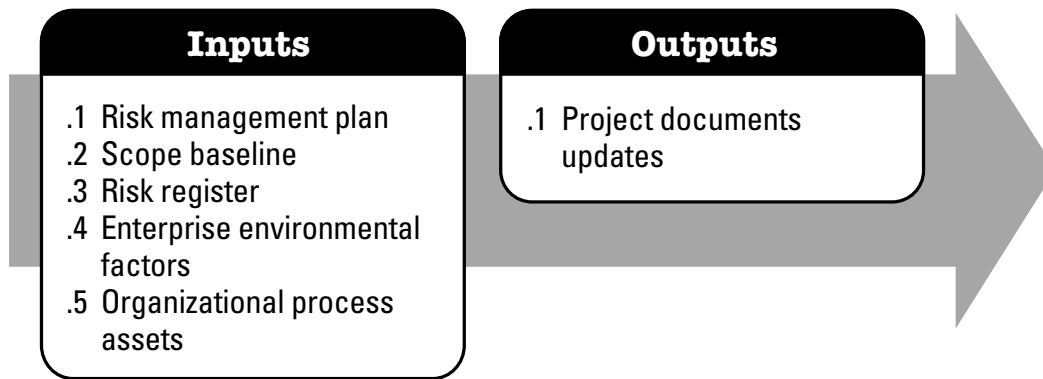 Inputs
.1 Risk management plan
.2 Scope baseline
.3 Risk register
.4 Enterprise environmental
factors
.5 Organizational process
assets
Outputs
.1 Project documents
updates